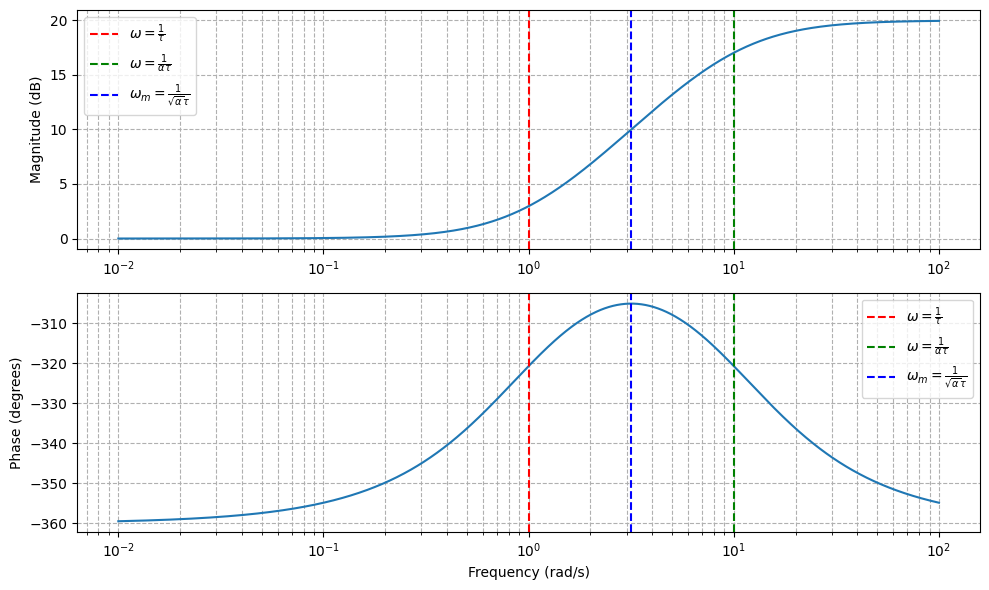 20
15
10
5
0
Magnitude (dB)
ω = 1/τ
ω = 1/ατ
ωₘ = 1/√α τ
10⁻² 10⁻¹ 10⁰ 10¹ 10²
−310
−320
−330
−340
−350
−360
Phase (degrees)
ω = 1/τ
ω = 1/ατ
ωₘ = 1/√α τ
10⁻² 10⁻¹ 10⁰ 10¹ 10²
Frequency (rad/s)